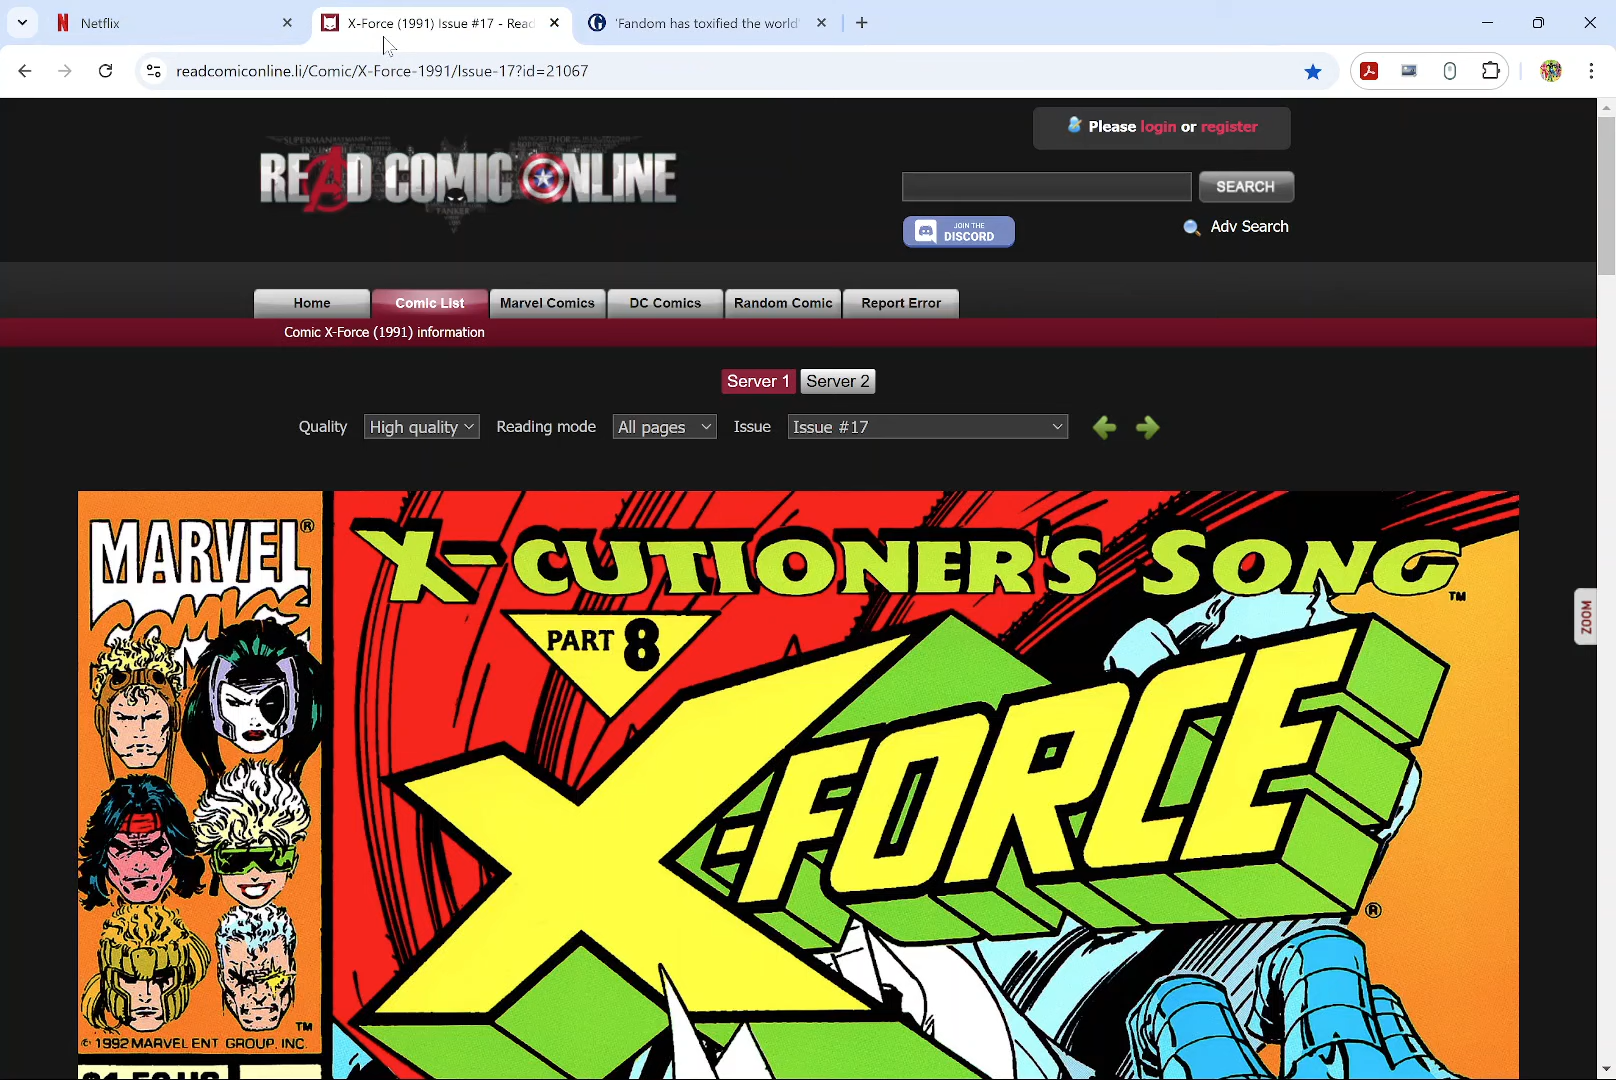 Netflix
X-Force (1991) Issue #17 - Read
'Fandom has toxified the world'
readcomiconline.li/Comic/X-Force-1991/Issue-17?id=21067
Please login or register
READ COMIC ONLINE
SEARCH
JOIN THE
DISCORD
Adv Search
Home
Comic List
Marvel Comics
DC Comics
Random Comic
Report Error
Comic X-Force (1991) information
Server 1
Server 2
Quality
High quality
Reading mode
All pages
Issue
Issue #17
ZOOM
MARVEL®
COMICS
X-CUTIONER'S SONG™
PART 8
X-FORCE®
TM
© 1992 MARVEL ENT GROUP, INC.